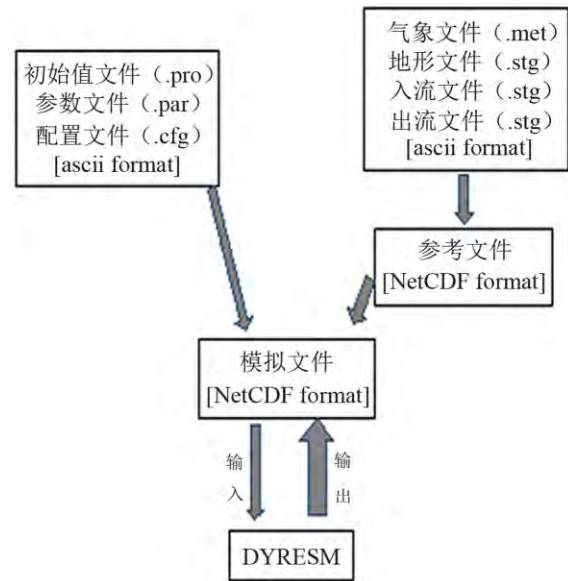 初始值文件（.pro）
参数文件（.par）
配置文件（.cfg）
[ascii format]
气象文件（.met）
地形文件（.stg）
入流文件（.stg）
出流文件（.stg）
[ascii format]
参考文件
[NetCDF format]
模拟文件
[NetCDF format]
输入
输出
DYRESM